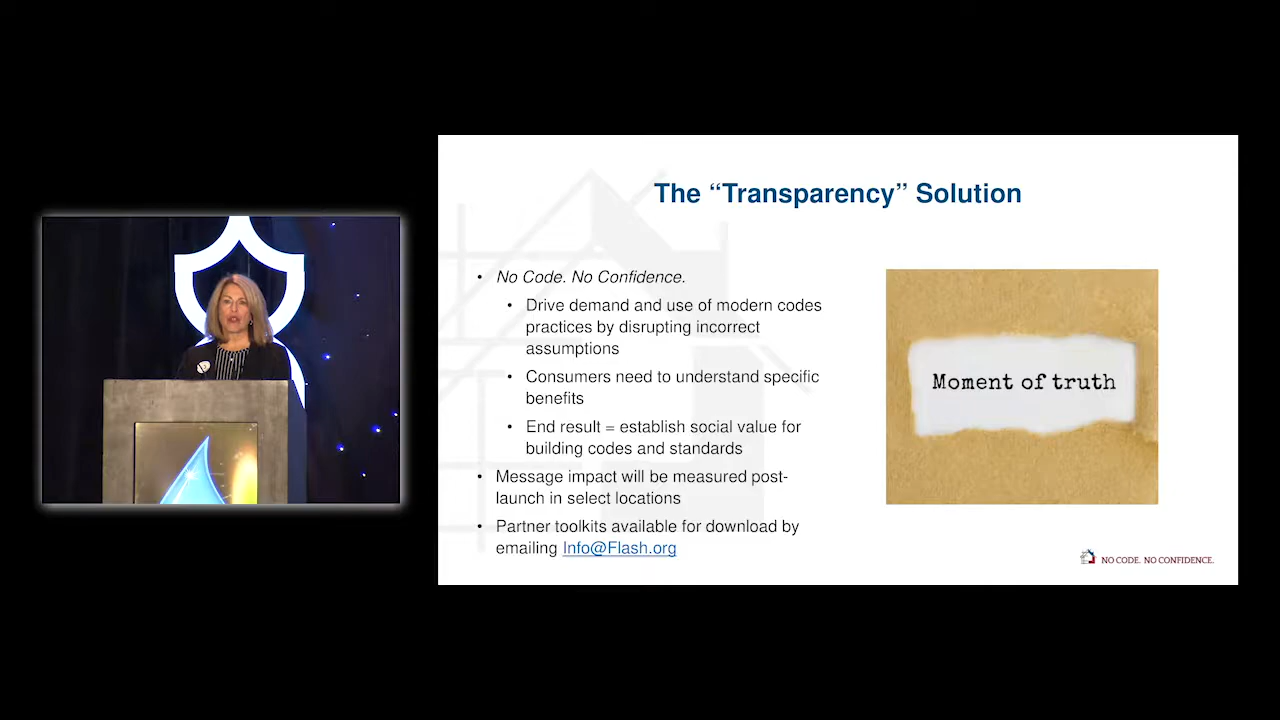 The “Transparency” Solution
• No Code. No Confidence.
• Drive demand and use of modern codes
practices by disrupting incorrect
assumptions
• Consumers need to understand specific
benefits
• End result = establish social value for
building codes and standards
• Message impact will be measured post-
launch in select locations
• Partner toolkits available for download by
emailing Info@Flash.org
Moment of truth
NO CODE. NO CONFIDENCE.